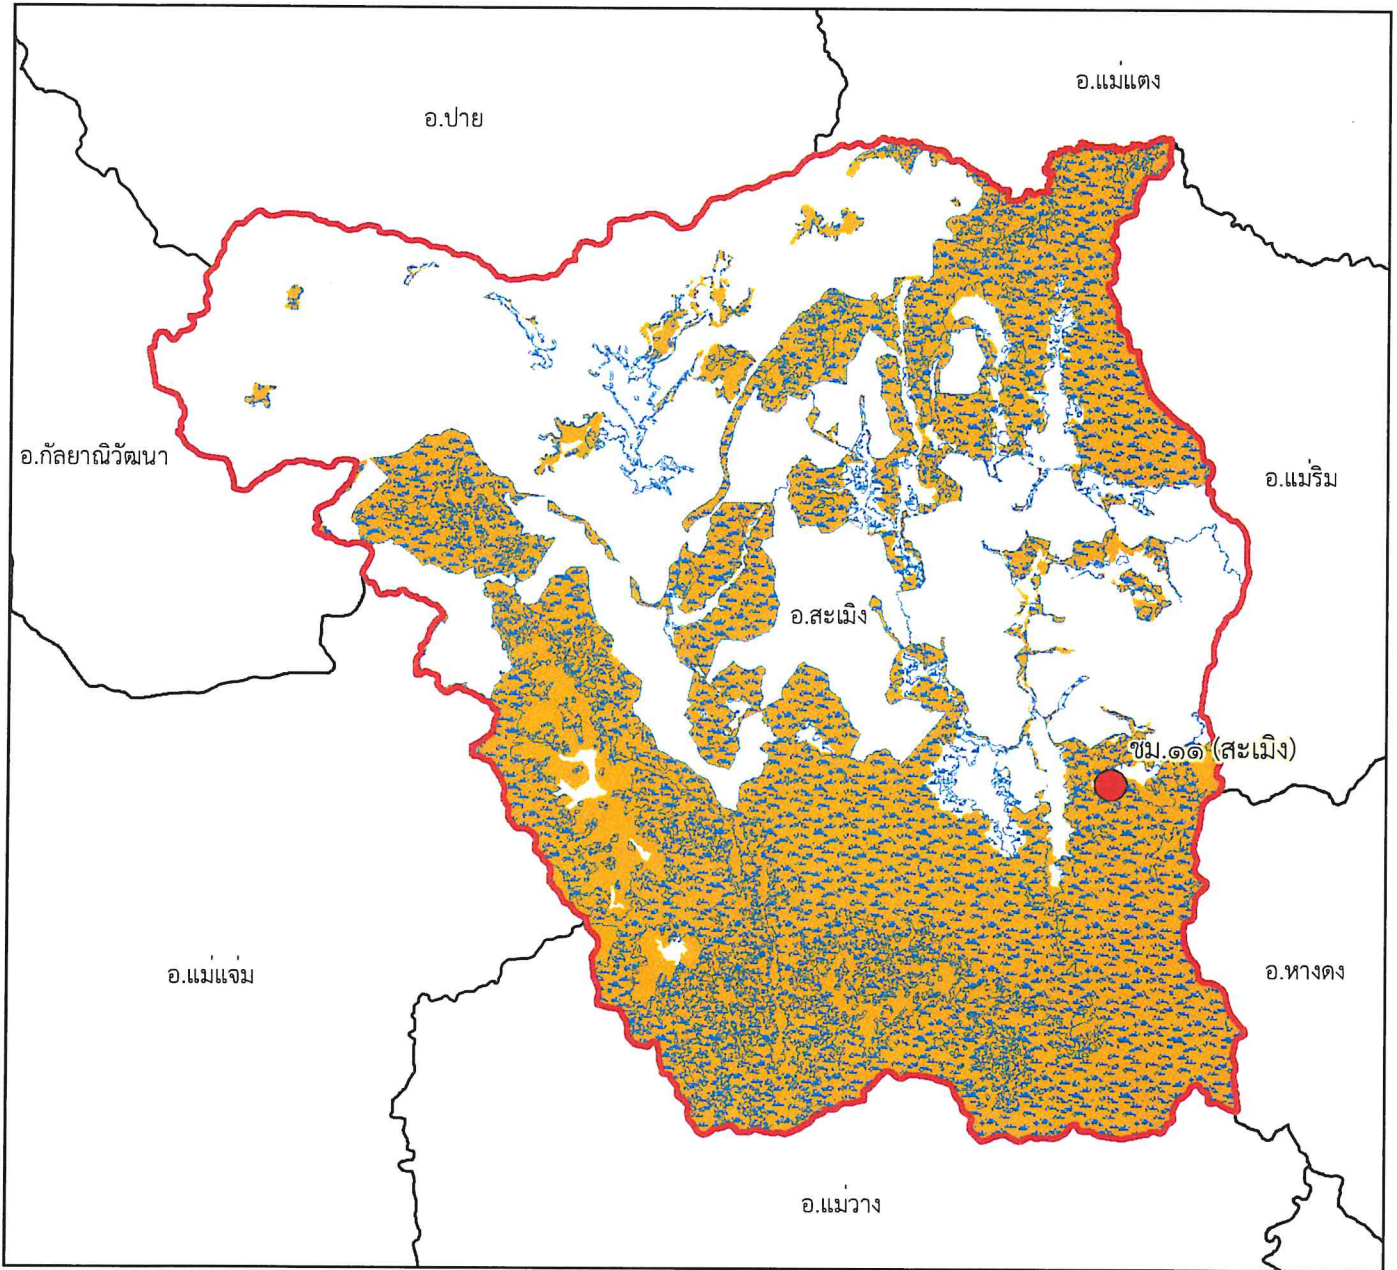 อ.แม่แตง
อ.ปาย
อ.กัลยาณิวัฒนา
อ.แม่ริม
อ.สะเมิง
ชม.๑๑ (สะเมิง)
อ.แม่แจ่ม
อ.หางดง
อ.แม่วาง